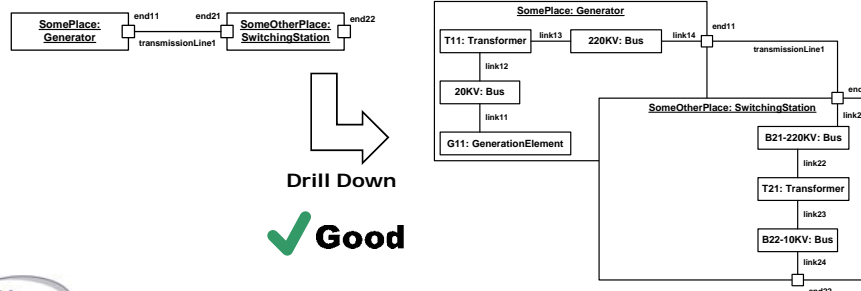 end11
end21
end22
SomePlace:
Generator
SomeOtherPlace:
SwitchingStation
transmissionLine1
Drill Down
Good
SomePlace: Generator
T11: Transformer
link13
220KV: Bus
link14
end11
transmissionLine1
link12
20KV: Bus
link11
G11: GenerationElement
SomeOtherPlace: SwitchingStation
B21-220KV: Bus
link22
T21: Transformer
link23
B22-10KV: Bus
link24